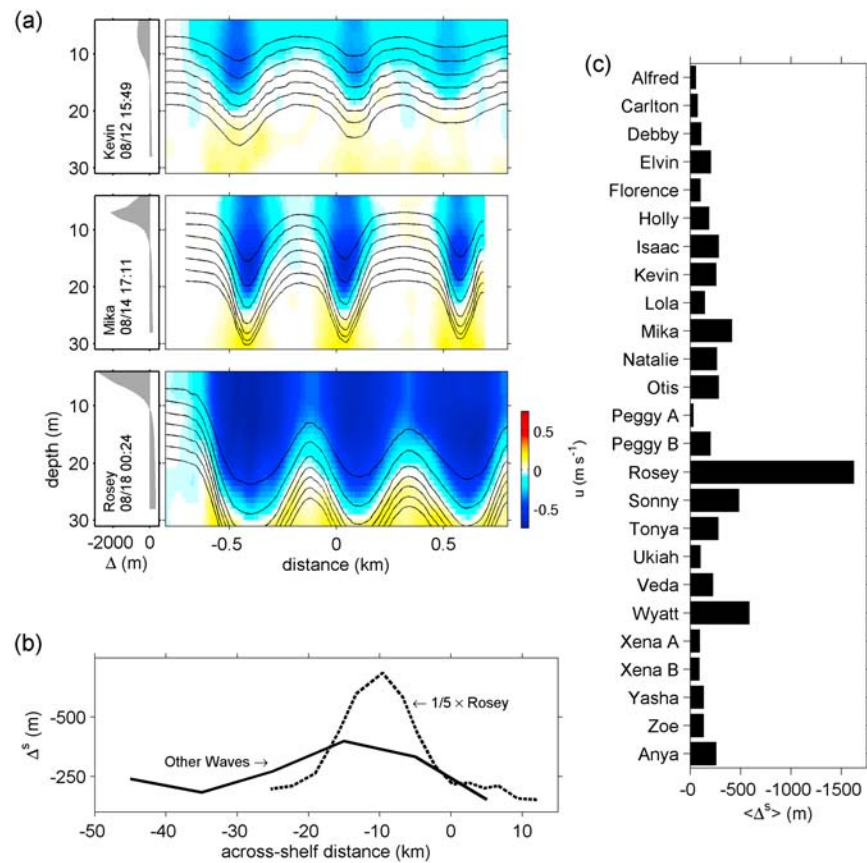 (a)
Kevin
08/12 15:49
10
20
30
Mika
08/14 17:11
10
20
30
Rosey
08/18 00:24
depth (m)
10
20
30
-2000 0
Δ (m)
-0.5 0 0.5
distance (km)
0.5
0
-0.5
u (m s⁻¹)
(b)
Δˢ (m)
-500
-250
← 1/5 × Rosey
Other Waves →
-50 -40 -30 -20 -10 0 10
across-shelf distance (km)
(c)
Alfred
Carlton
Debby
Elvin
Florence
Holly
Isaac
Kevin
Lola
Mika
Natalie
Otis
Peggy A
Peggy B
Rosey
Sonny
Tonya
Ukiah
Veda
Wyatt
Xena A
Xena B
Yasha
Zoe
Anya
-0 -500 -1000 -1500
<Δˢ> (m)